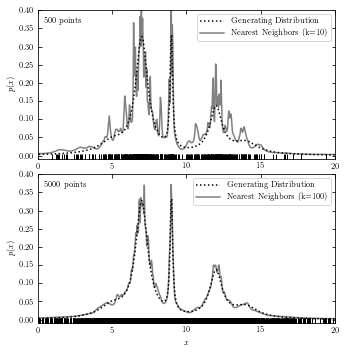 0.40
0.35
0.30
0.25
0.20
0.15
0.10
0.05
0.00
p(x)
500 points
Generating Distribution
Nearest Neighbors (k=10)
0 5 10 15 20
0.40
0.35
0.30
0.25
0.20
0.15
0.10
0.05
0.00
p(x)
5000 points
Generating Distribution
Nearest Neighbors (k=100)
0 5 10 15 20
x